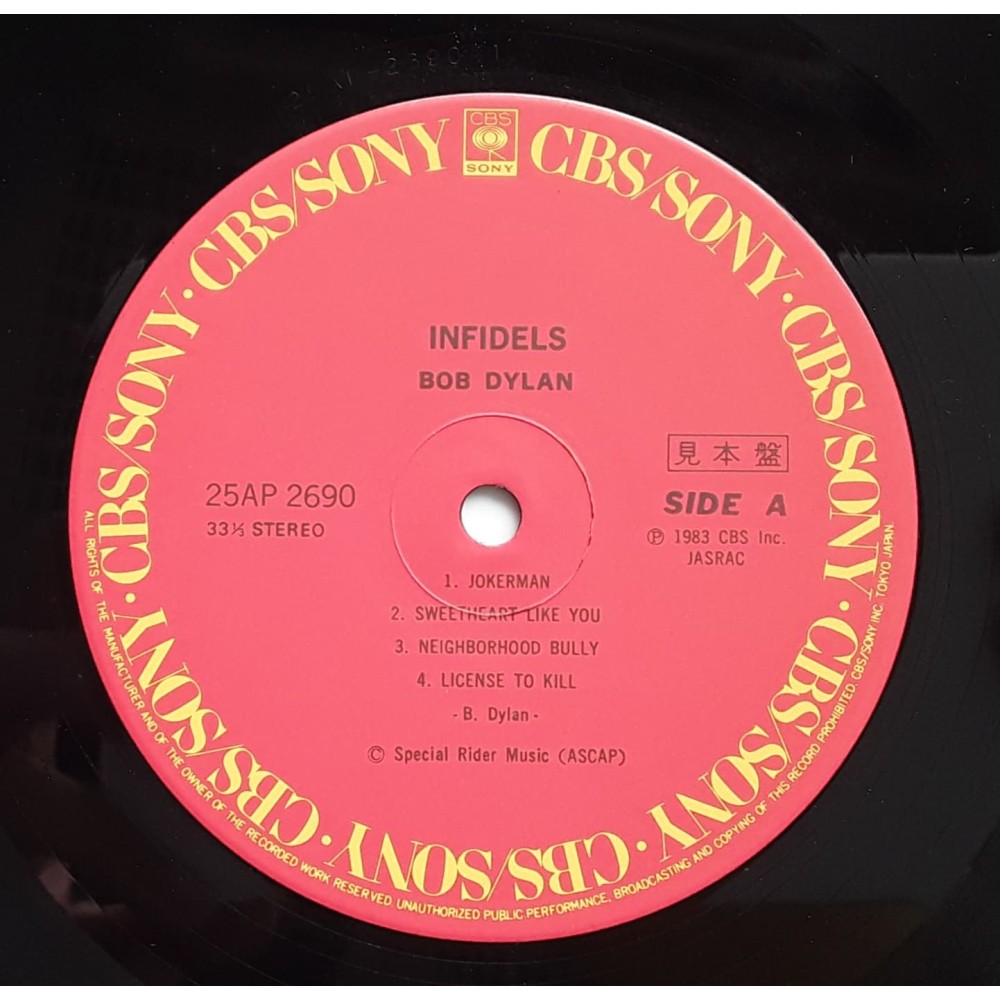 CBS
SONY
CBS/SONY · CBS/SONY · CBS/SONY · CBS/SONY · CBS/SONY · CBS/SONY · CBS/SONY · CBS/SONY
INFIDELS
BOB DYLAN
見本盤
25AP 2690
SIDE A
33⅓ STEREO
Ⓟ 1983 CBS Inc.
JASRAC
1. JOKERMAN
2. SWEETHEART LIKE YOU
3. NEIGHBORHOOD BULLY
4. LICENSE TO KILL
- B. Dylan -
© Special Rider Music (ASCAP)
ALL RIGHTS OF THE MANUFACTURER AND OF THE OWNER OF THE RECORDED WORK RESERVED UNAUTHORIZED PUBLIC PERFORMANCE, BROADCASTING AND COPYING OF THIS RECORD PROHIBITED. CBS/SONY INC. TOKYO JAPAN.